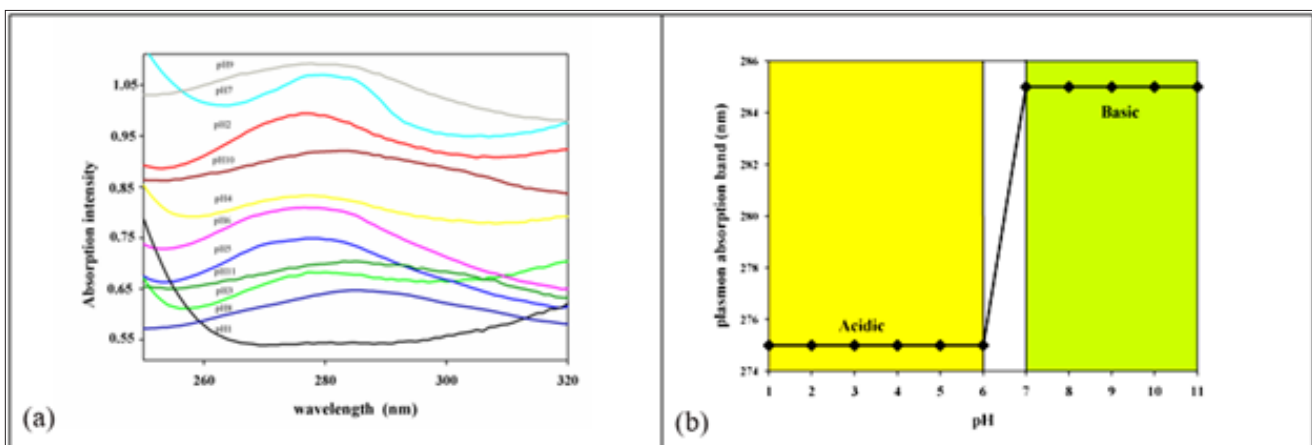 pH9
pH7
pH2
pH10
pH4
pH6
pH5
pH11
pH3
pH8
pH1
1.05
0.95
0.85
0.75
0.65
0.55
Absorption intensity
260
280
300
320
wavelength (nm)
(a)
286
284
282
280
278
276
274
plasmon absorption band (nm)
Basic
Acidic
1
2
3
4
5
6
7
8
9
10
11
pH
(b)